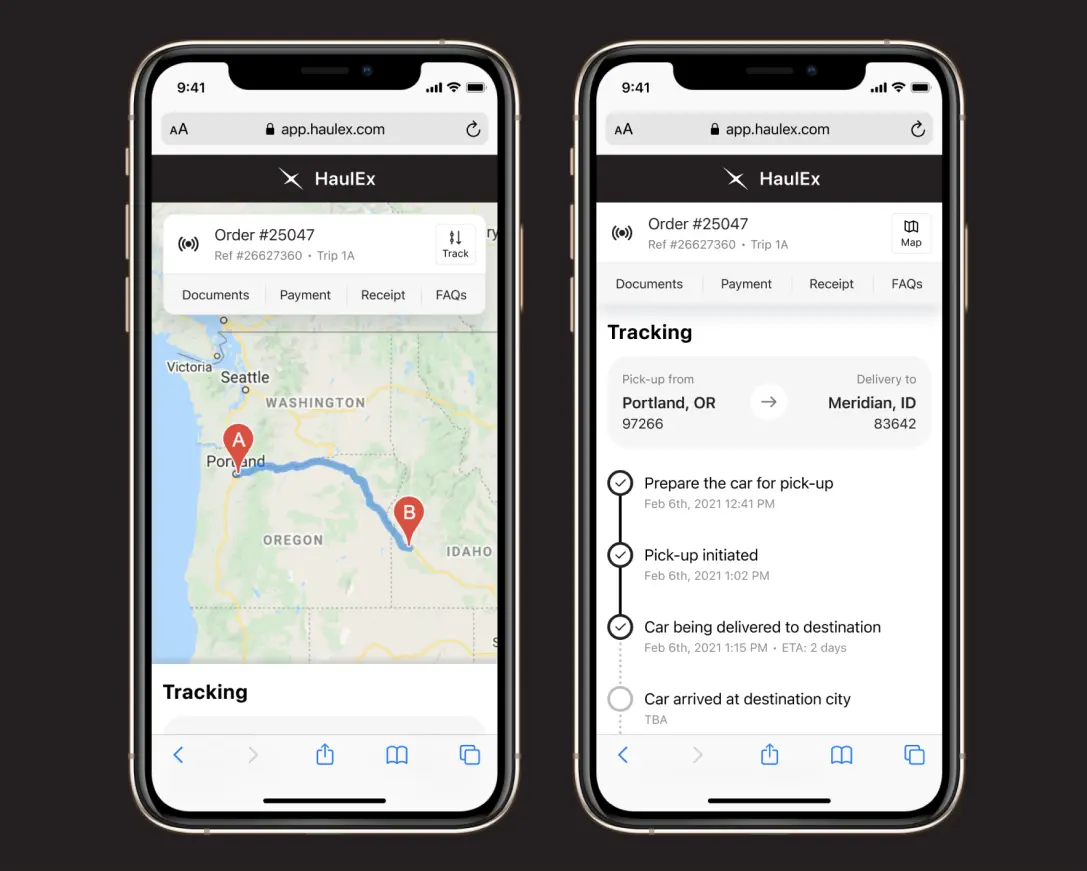 9:41
AA app.haulex.com
HaulEx
Order #25047
Ref #26627360 • Trip 1A
Track
Documents Payment Receipt FAQs
Victoria
Seattle
WASHINGTON
A
Portland
B
OREGON
IDAHO
Tracking
9:41
AA app.haulex.com
HaulEx
Order #25047
Ref #26627360 • Trip 1A
Map
Documents Payment Receipt FAQs
Tracking
Pick-up from Delivery to
Portland, OR Meridian, ID
97266 83642
Prepare the car for pick-up
Feb 6th, 2021 12:41 PM
Pick-up initiated
Feb 6th, 2021 1:02 PM
Car being delivered to destination
Feb 6th, 2021 1:15 PM • ETA: 2 days
Car arrived at destination city
TBA